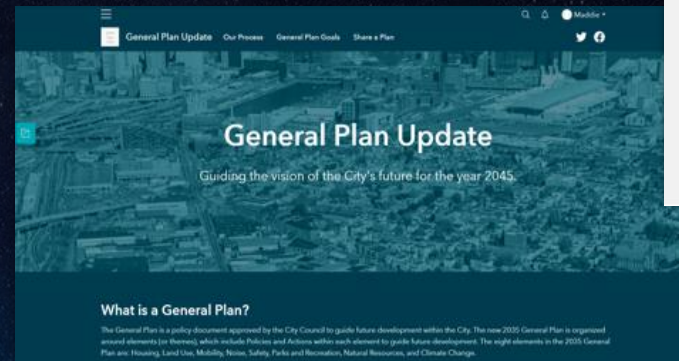 Maddie
General Plan Update Our Process General Plan Goals Share a Plan
General Plan Update
Guiding the vision of the City's future for the year 2045.
What is a General Plan?
The General Plan is a policy document approved by the City Council to guide future development within the City. The new 2035 General Plan is organized
around elements (or themes), which include Policies and Actions within each element to guide future development. The eight elements in the 2035 General
Plan are: Housing, Land Use, Mobility, Noise, Safety, Parks and Recreation, Natural Resources, and Climate Change.